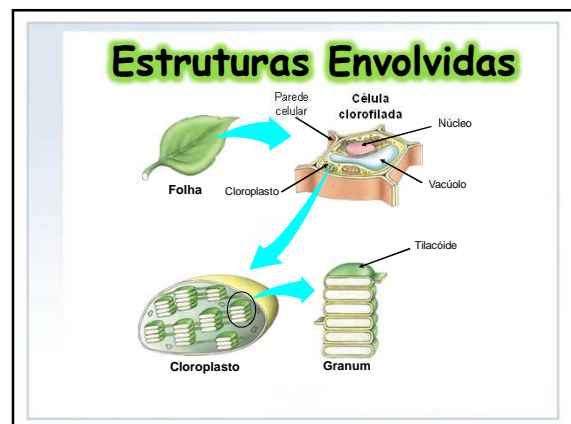 Estruturas Envolvidas
Parede
celular
Célula
clorofilada
Núcleo
Folha
Cloroplasto
Vacúolo
Tilacóide
Cloroplasto
Granum